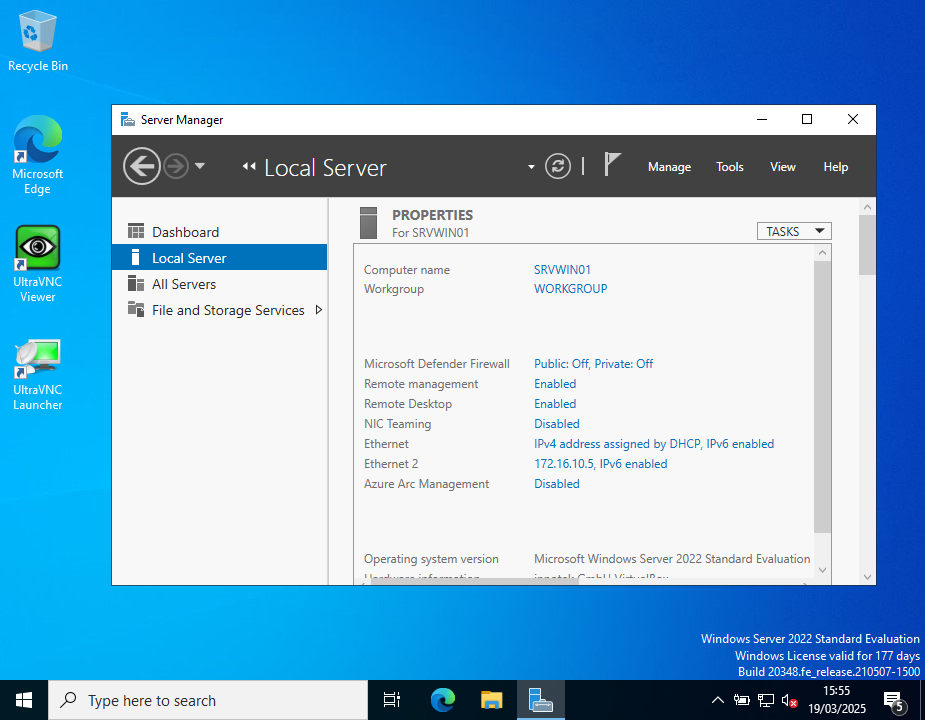 Recycle Bin
Microsoft
Edge
UltraVNC
Viewer
UltraVNC
Launcher
Server Manager
Local Server
Manage Tools View Help
Dashboard
Local Server
All Servers
File and Storage Services
PROPERTIES
For SRVWIN01
TASKS
Computer name SRVWIN01
Workgroup WORKGROUP
Microsoft Defender Firewall Public: Off, Private: Off
Remote management Enabled
Remote Desktop Enabled
NIC Teaming Disabled
Ethernet IPv4 address assigned by DHCP, IPv6 enabled
Ethernet 2 172.16.10.5, IPv6 enabled
Azure Arc Management Disabled
Operating system version Microsoft Windows Server 2022 Standard Evaluation
Hardware information innotek GmbH VirtualBox
Windows Server 2022 Standard Evaluation
Windows License valid for 177 days
Build 20348.fe_release.210507-1500
Type here to search
15:55
19/03/2025
5